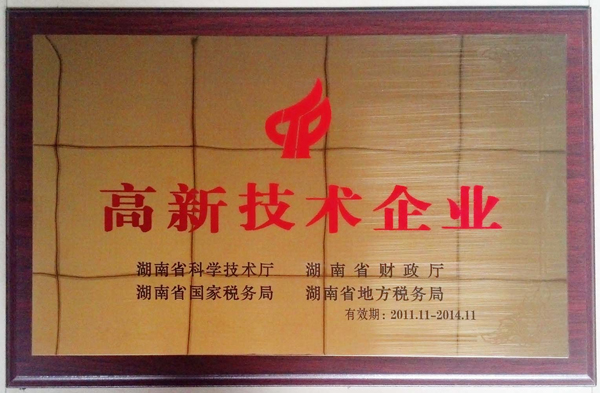 高新技术企业
湖南省科学技术厅 湖南省财政厅
湖南省国家税务局 湖南省地方税务局
有效期：2011.11-2014.11